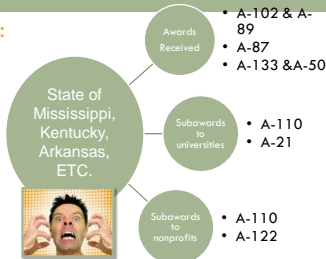 :
State of
Mississippi,
Kentucky,
Arkansas,
ETC.
Awards
Received
• A-102 & A-
89
• A-87
• A-133 &A-50
Subawards
to
universities
• A-110
• A-21
Subawards
to
nonprofits
• A-110
• A-122